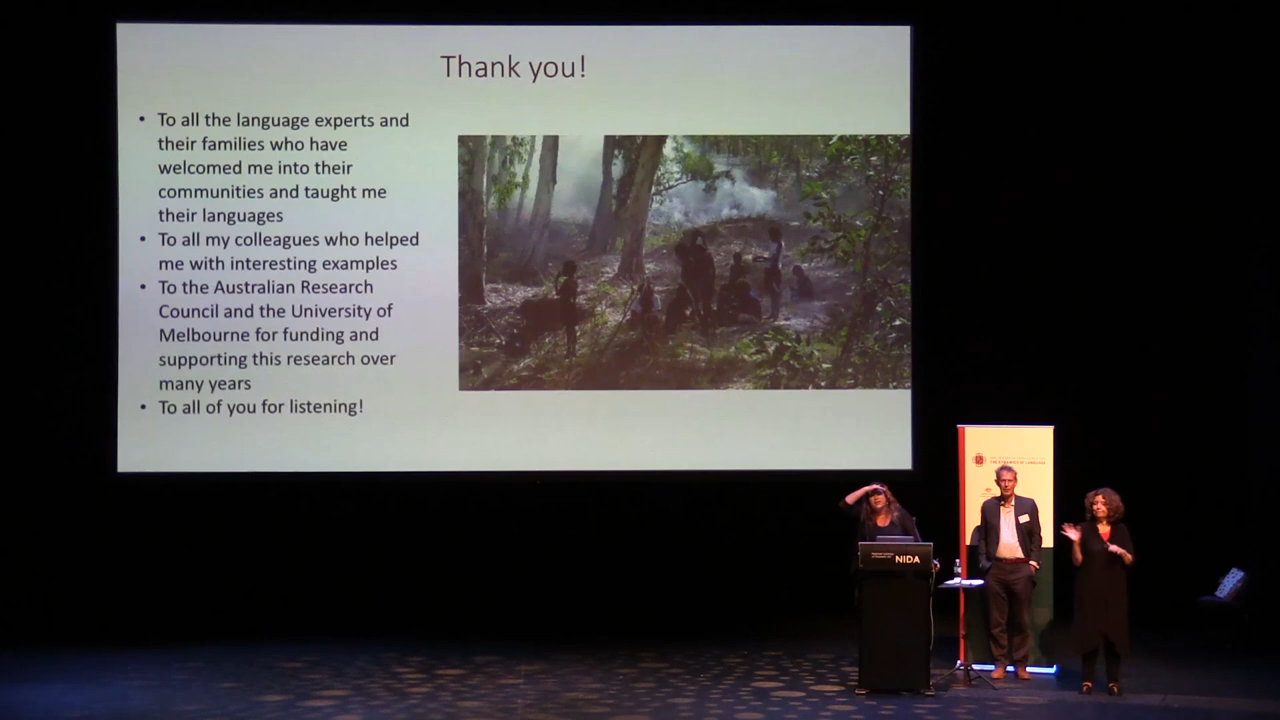 Thank you!
• To all the language experts and
their families who have
welcomed me into their
communities and taught me
their languages
• To all my colleagues who helped
me with interesting examples
• To the Australian Research
Council and the University of
Melbourne for funding and
supporting this research over
many years
• To all of you for listening!
THE DYNAMICS OF LANGUAGE
NIDA